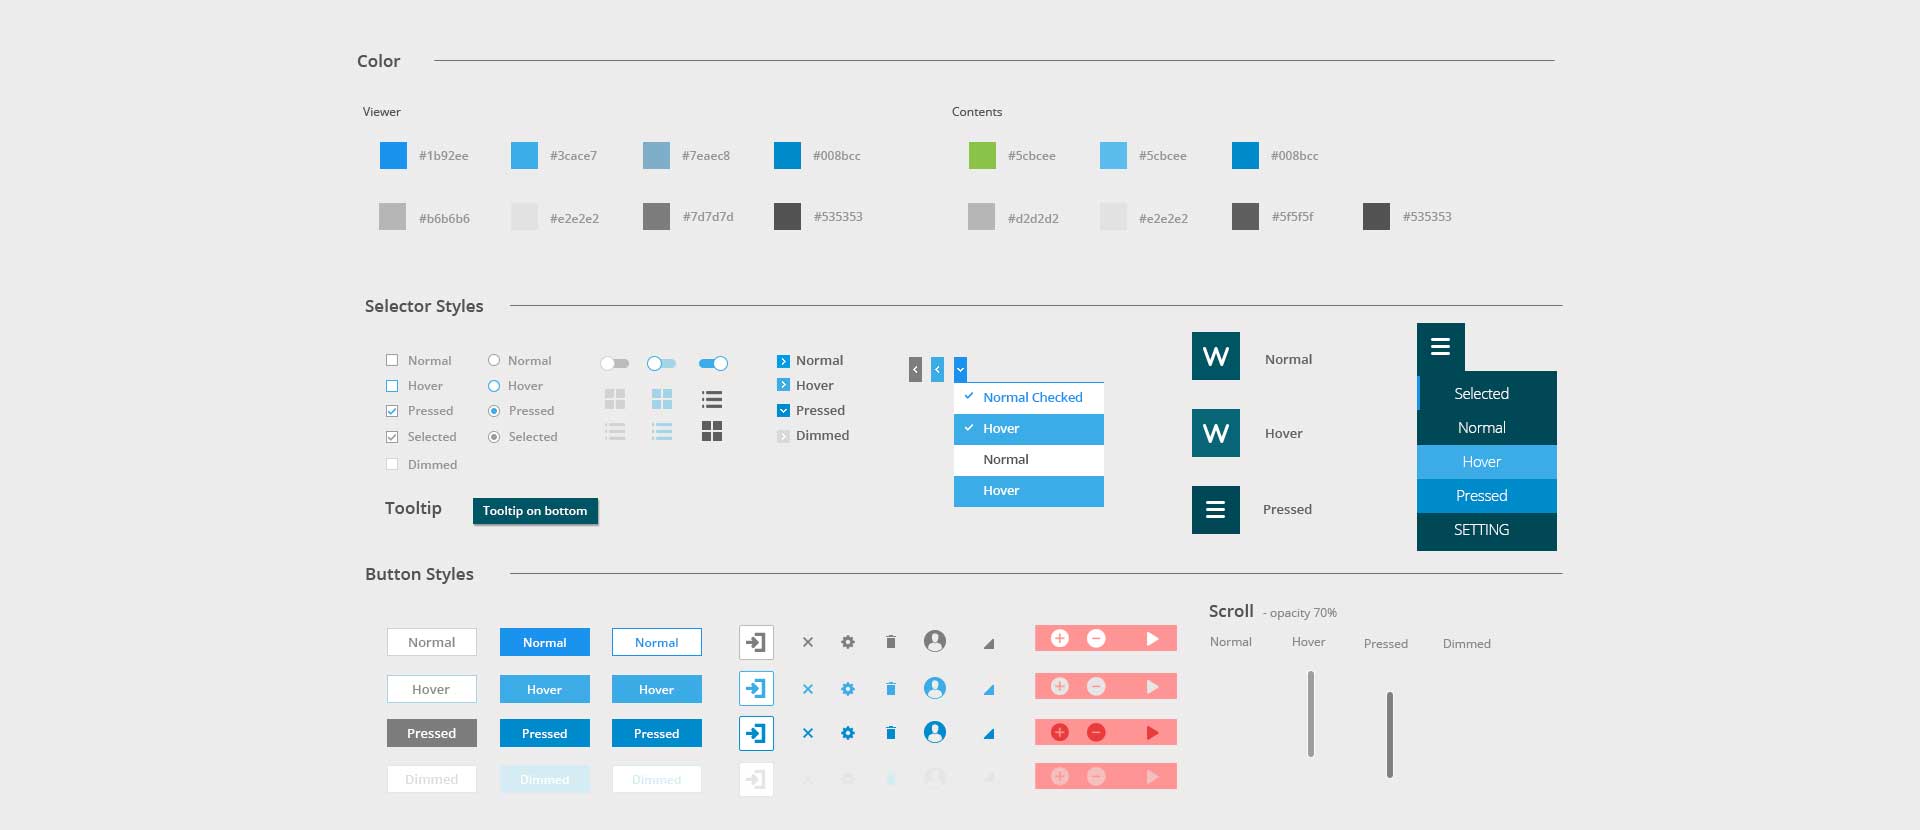 Color
Viewer
Contents
#1b92ee #3cace7 #7eaec8 #008bcc #5cbcee #5cbcee #008bcc
#b6b6b6 #e2e2e2 #7d7d7d #535353 #d2d2d2 #e2e2e2 #5f5f5f #535353
Selector Styles
Normal
Hover
Pressed
Selected
Dimmed
Normal
Hover
Pressed
Selected
Normal
Hover
Pressed
Dimmed
Normal Checked
Hover
Normal
Hover
W Normal
W Hover
Pressed
Selected
Normal
Hover
Pressed
SETTING
Tooltip Tooltip on bottom
Button Styles
Normal Normal Normal
Hover Hover Hover
Pressed Pressed Pressed
Dimmed Dimmed Dimmed
Scroll - opacity 70%
Normal Hover Pressed Dimmed